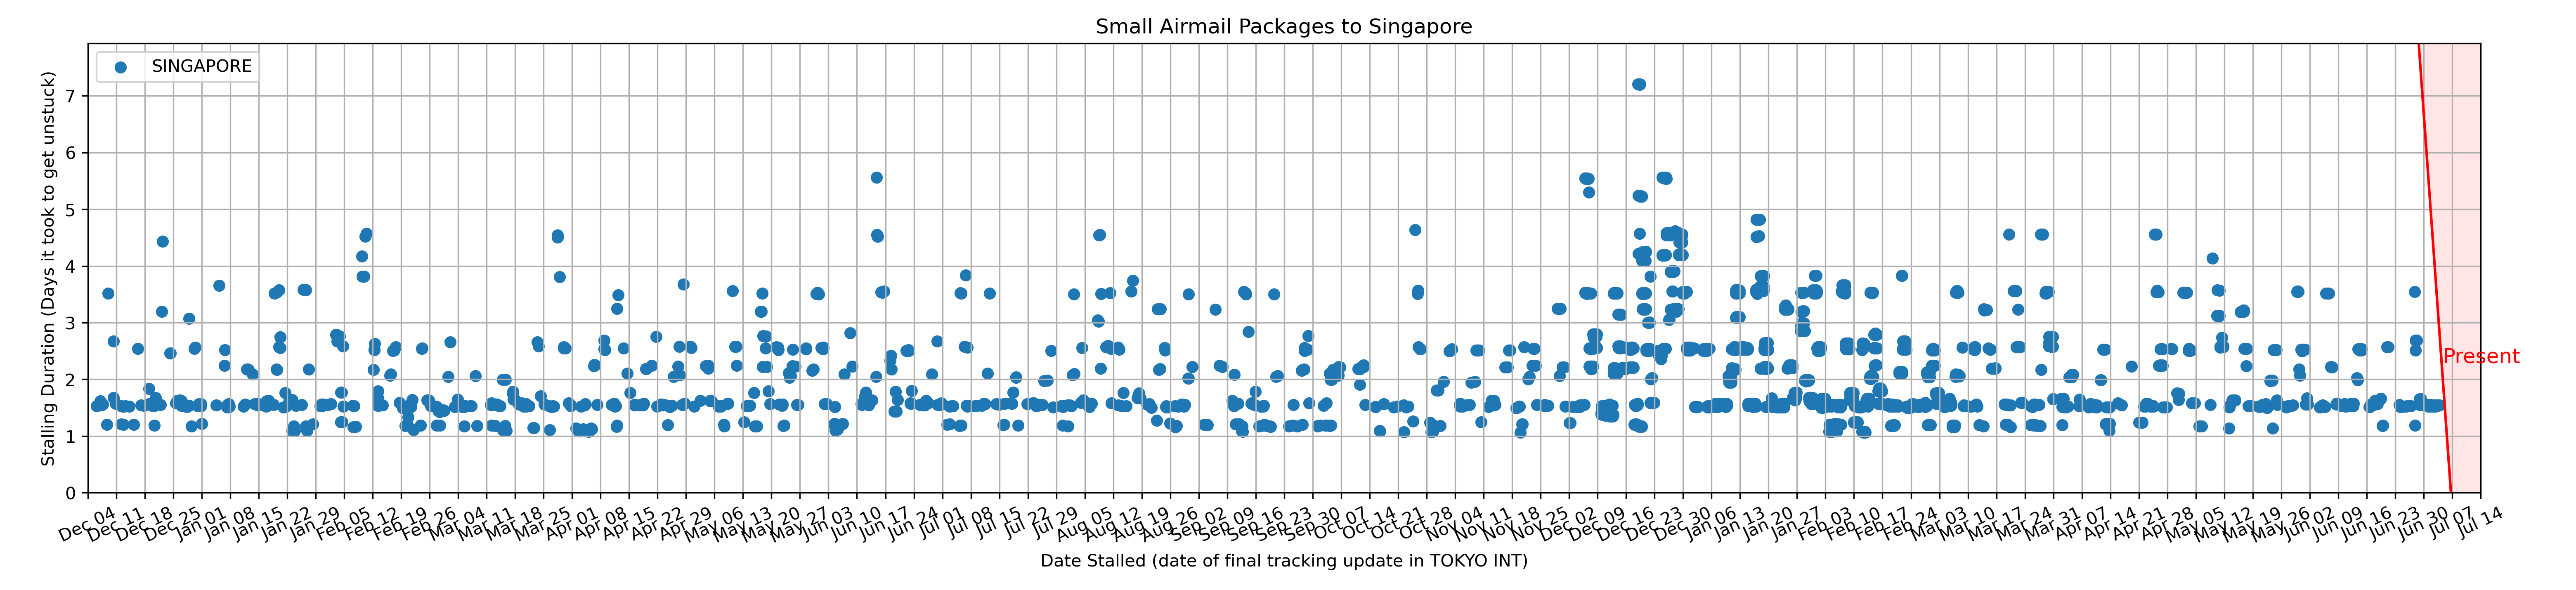 Small Airmail Packages to Singapore
SINGAPORE
Stalling Duration (Days it took to get unstuck)
7
6
5
4
3
2
1
0
Present
Dec 04
Dec 11
Dec 18
Dec 25
Jan 01
Jan 08
Jan 15
Jan 22
Jan 29
Feb 05
Feb 12
Feb 19
Feb 26
Mar 04
Mar 11
Mar 18
Mar 25
Apr 01
Apr 08
Apr 15
Apr 22
Apr 29
May 06
May 13
May 20
May 27
Jun 03
Jun 10
Jun 17
Jun 24
Jul 01
Jul 08
Jul 15
Jul 22
Jul 29
Aug 05
Aug 12
Aug 19
Aug 26
Sep 02
Sep 09
Sep 16
Sep 23
Sep 30
Oct 07
Oct 14
Oct 21
Oct 28
Nov 04
Nov 11
Nov 18
Nov 25
Dec 02
Dec 09
Dec 16
Dec 23
Dec 30
Jan 06
Jan 13
Jan 20
Jan 27
Feb 03
Feb 10
Feb 17
Feb 24
Mar 03
Mar 10
Mar 17
Mar 24
Mar 31
Apr 07
Apr 14
Apr 21
Apr 28
May 05
May 12
May 19
May 26
Jun 02
Jun 09
Jun 16
Jun 23
Jun 30
Jul 07
Jul 14
Date Stalled (date of final tracking update in TOKYO INT)